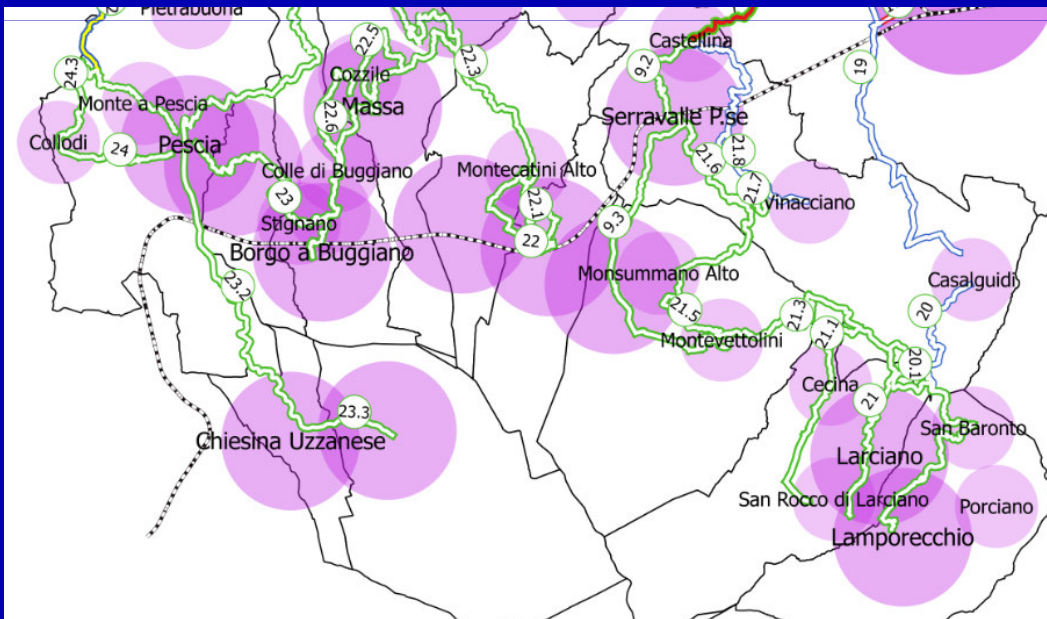 Pietrabuona
22.5
Castellina
24.3
22.3
9.2
19
Cozzile
Monte a Pescia
Massa
22.6
Serravalle P.se
Collodi
24
Pescia
21.8
21.6
Colle di Buggiano
Montecatini Alto
21.7
Vinacciano
23
22.1
Stignano
9.3
22
Borgo a Buggiano
Monsummano Alto
Casalguidi
23.2
21.5
21.3
20
21.1
Montevettolini
20.1
Cecina
21
23.3
San Baronto
Chiesina Uzzanese
Larciano
San Rocco di Larciano
Porciano
Lamporecchio